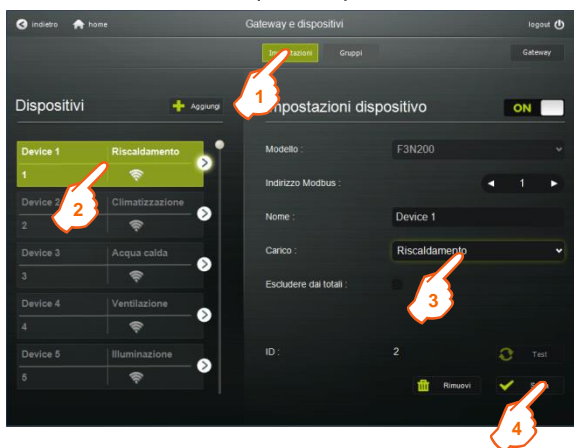 indietro home Gateway e dispositivi logout
Gruppi Gateway
1
Dispositivi Aggiungi dispositivo ON
Device 1 Riscaldamento
1
Device 2 Climatizzazione
2
Device 3 Acqua calda
3
Device 4 Ventilazione
4
Device 5 Illuminazione
5
2
Modello : F3N200
Indirizzo Modbus : 1
Nome : Device 1
Carico : Riscaldamento
3
Escludere dai totali :
ID : 2 Test
Rimuovi
4